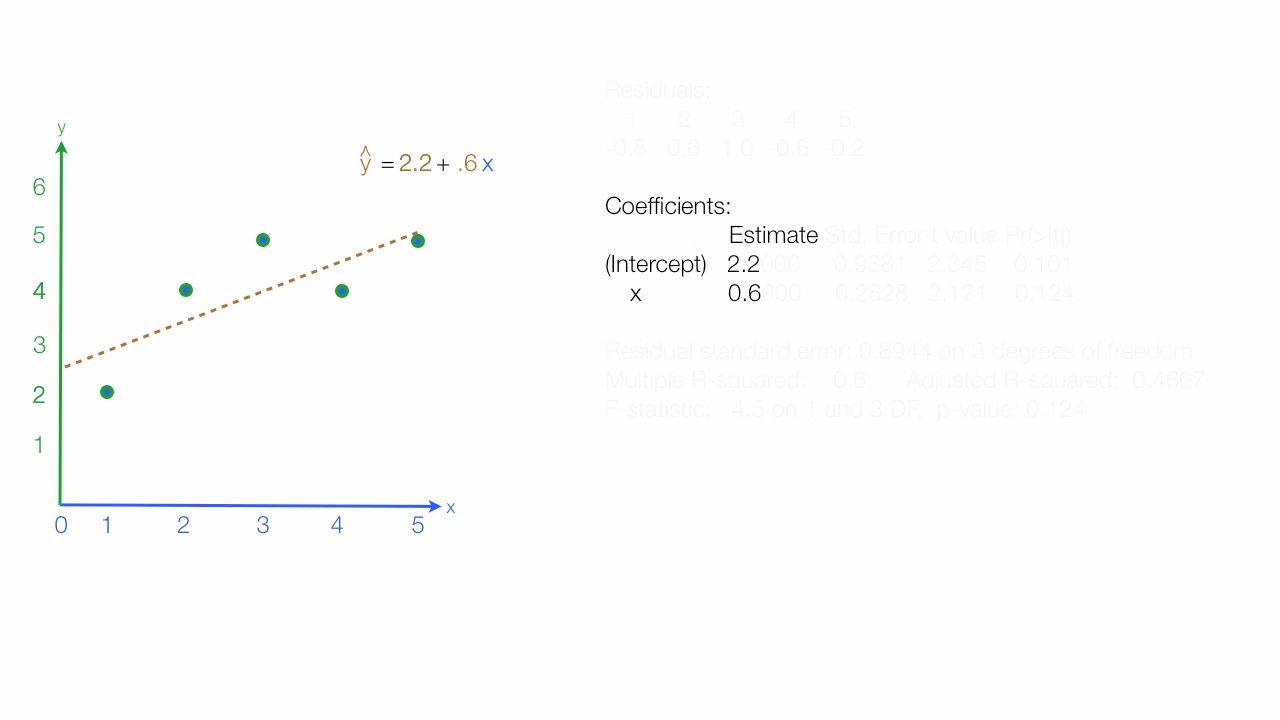 y
6
5
4
3
2
1
0 1 2 3 4 5 x
ŷ = 2.2 + .6 x
Residuals:
1 2 3 4 5
-0.8 0.6 1.0 -0.6 -0.2
Coefficients:
Estimate Std. Error t value Pr(>|t|)
(Intercept) 2.2000 0.9381 2.345 0.101
x 0.6000 0.2828 2.121 0.124
Residual standard error: 0.8944 on 3 degrees of freedom
Multiple R-squared: 0.6, Adjusted R-squared: 0.4667
F-statistic: 4.5 on 1 and 3 DF, p-value: 0.124